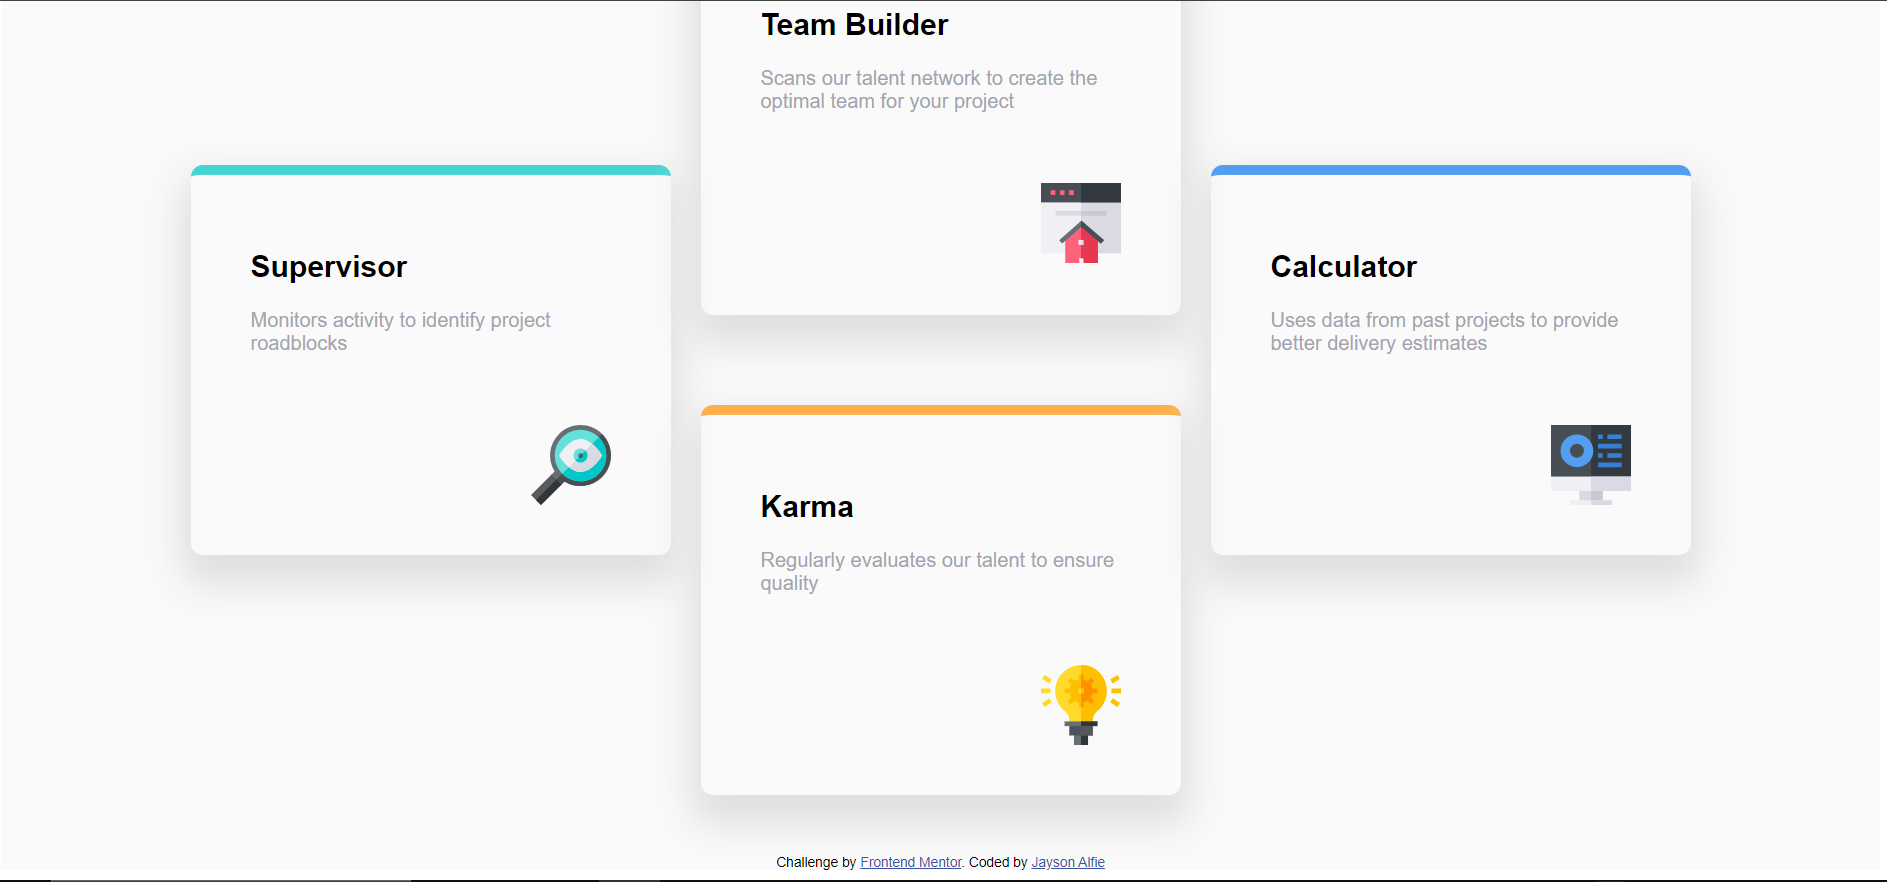 Team Builder
Scans our talent network to create the
optimal team for your project
Supervisor
Monitors activity to identify project
roadblocks
Calculator
Uses data from past projects to provide
better delivery estimates
Karma
Regularly evaluates our talent to ensure
quality
Challenge by Frontend Mentor. Coded by Jayson Alfie